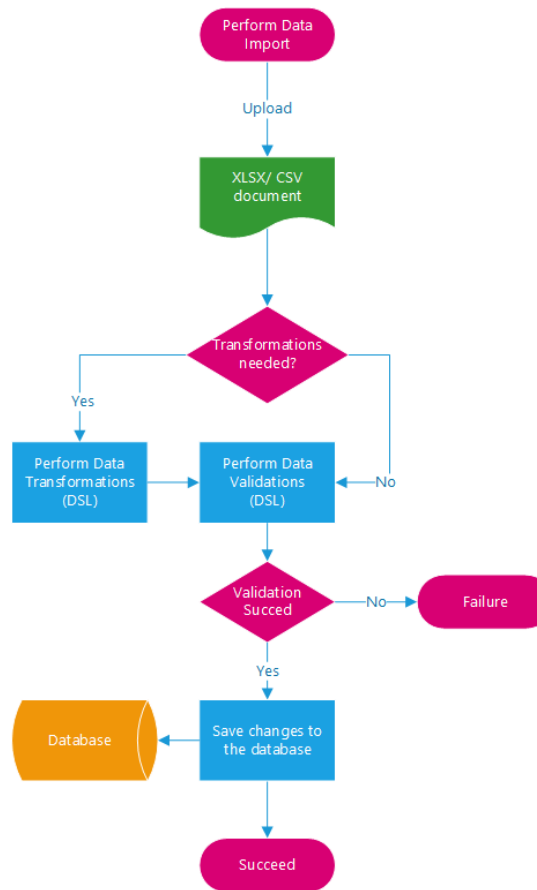 Perform Data
Import
Upload
XLSX/ CSV
document
Transformations
needed?
Yes
Perform Data
Transformations
(DSL)
Perform Data
Validations
(DSL)
No
Validation
Succed
No
Failure
Yes
Database
Save changes to
the database
Succeed